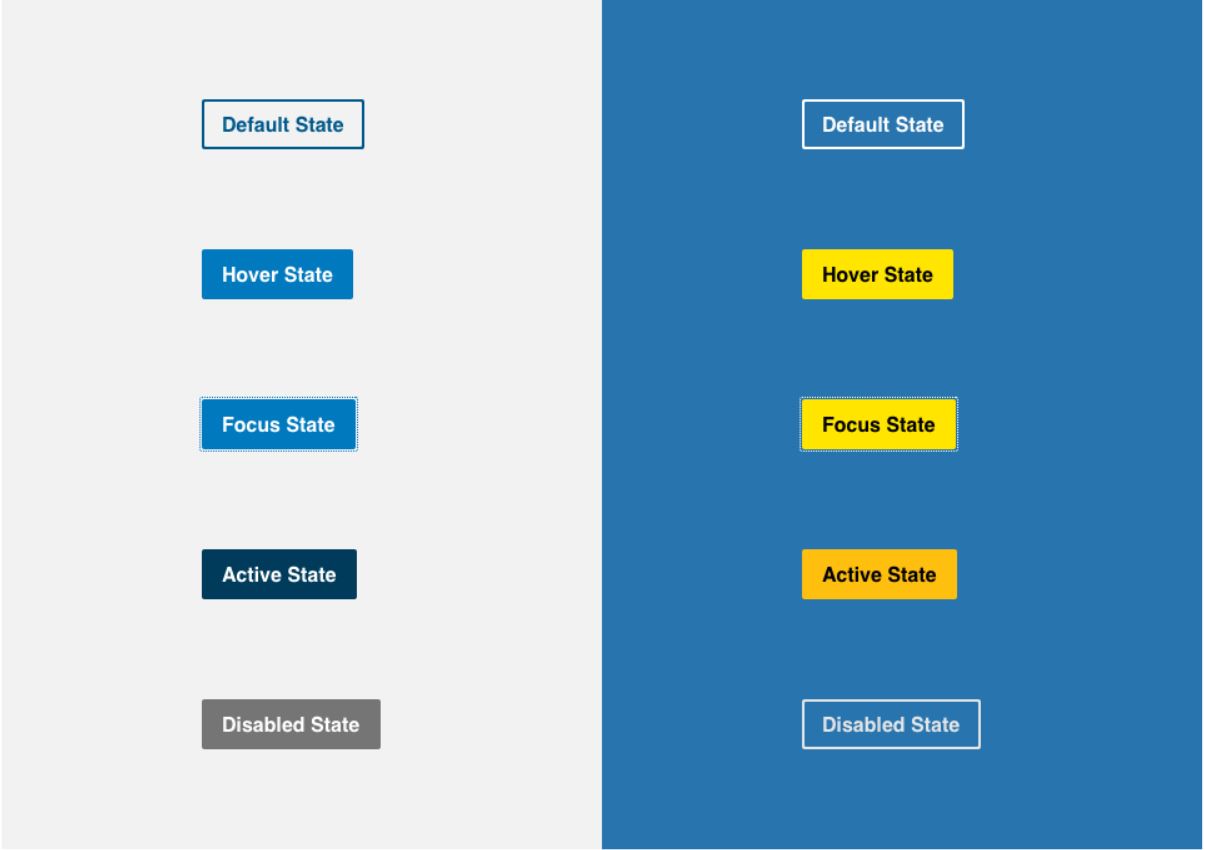 Default State
Default State
Hover State
Hover State
Focus State
Focus State
Active State
Active State
Disabled State
Disabled State